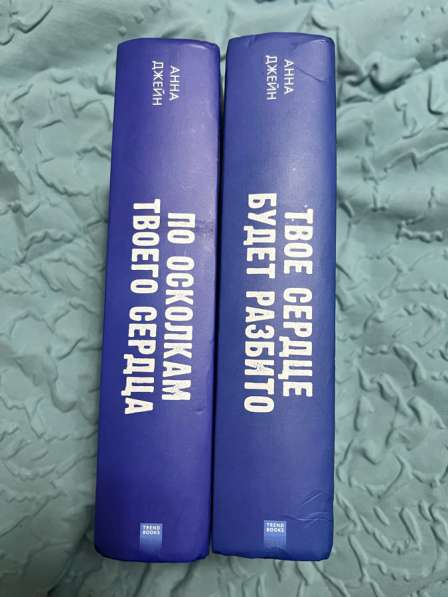 АННА
ДЖЕЙН
ПО ОСКОЛКАМ
ТВОЕГО СЕРДЦА
TREND
BOOKS
АННА
ДЖЕЙН
ТВОЕ СЕРДЦЕ
БУДЕТ РАЗБИТО
TREND
BOOKS